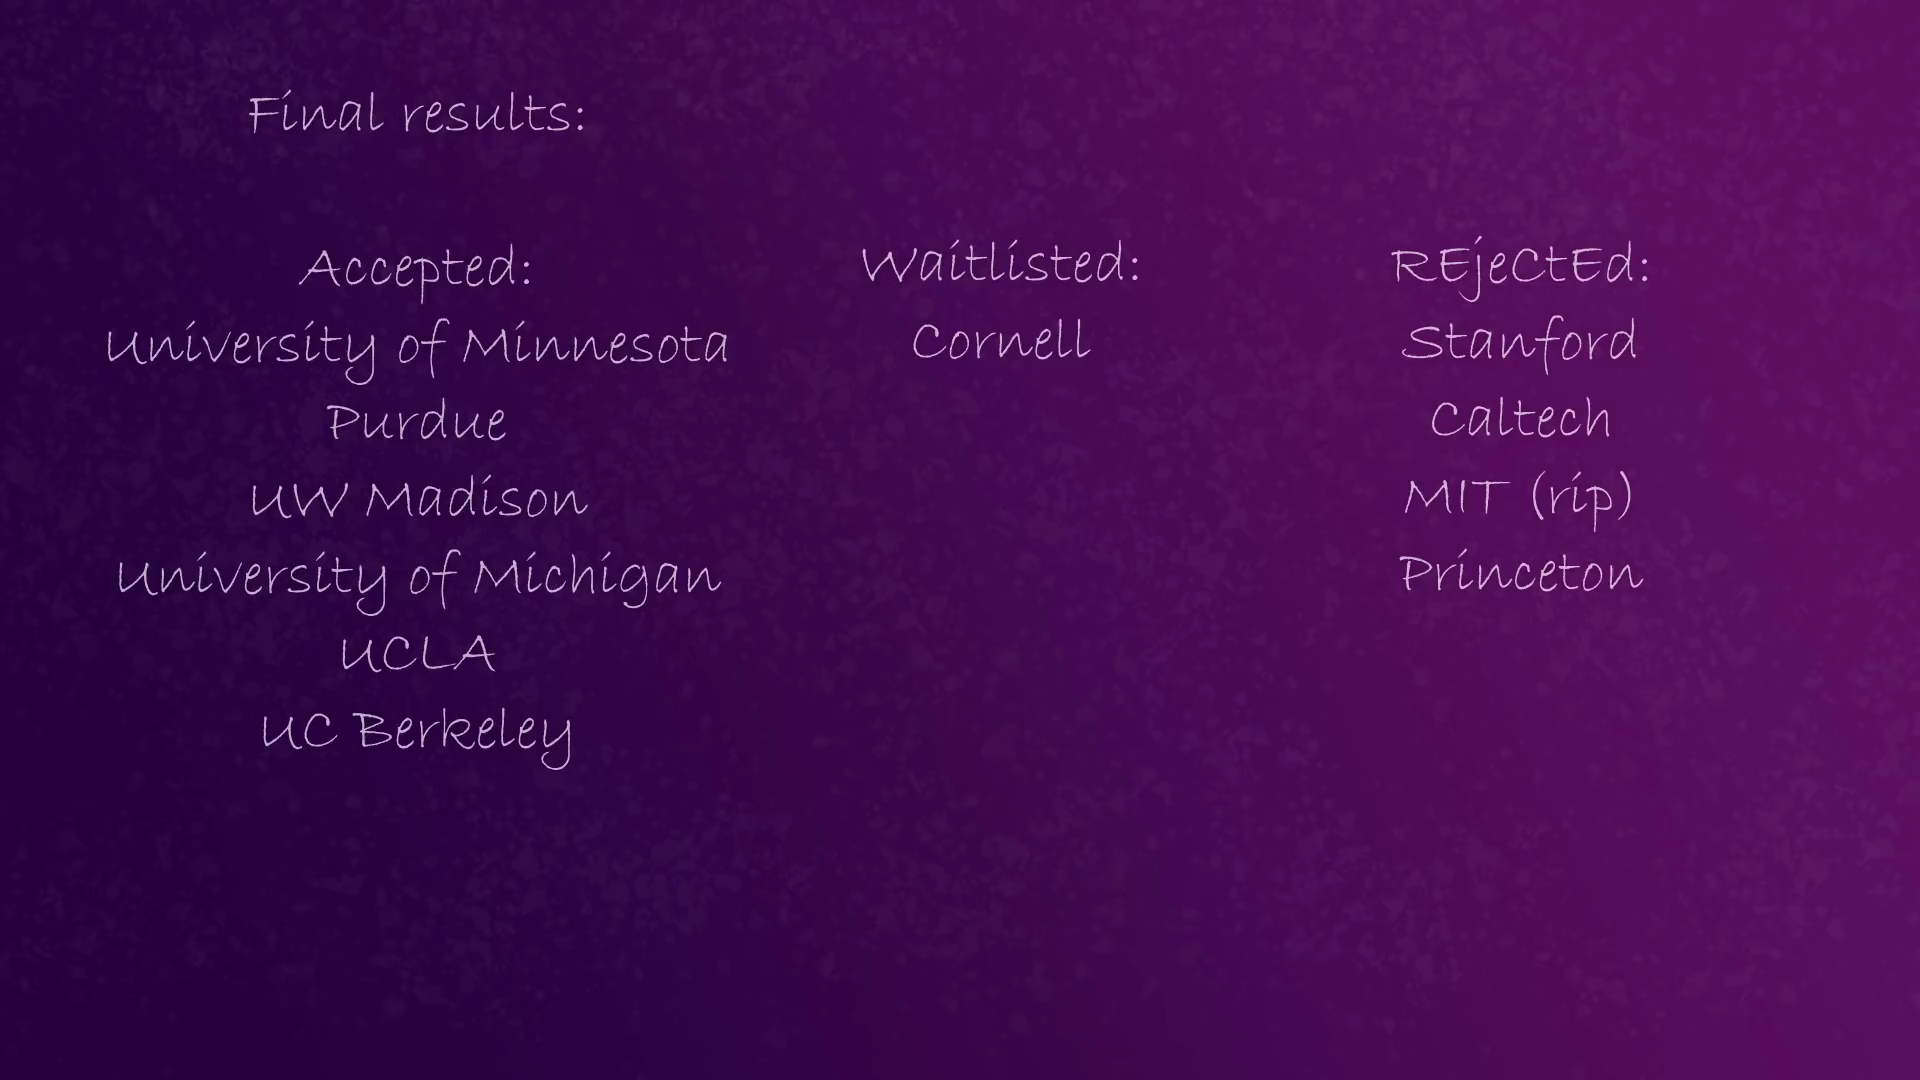 Final results:
Accepted:
University of Minnesota
Purdue
UW Madison
University of Michigan
UCLA
UC Berkeley
Waitlisted:
Cornell
REjeCtEd:
Stanford
Caltech
MIT (rip)
Princeton